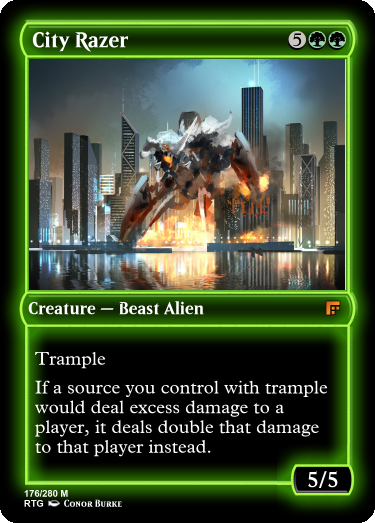 City Razer 5
Creature — Beast Alien
Trample
If a source you control with trample
would deal excess damage to a
player, it deals double that damage
to that player instead.
5/5
176/280 M
RTG Conor Burke